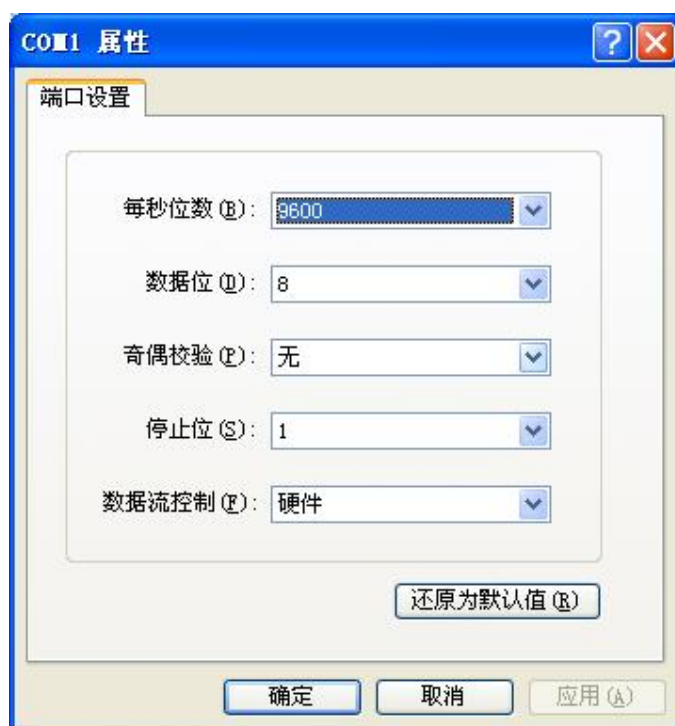 COM1 属性
端口设置
每秒位数(B): 9600
数据位(D): 8
奇偶校验(P): 无
停止位(S): 1
数据流控制(F): 硬件
还原为默认值(R)
确定 取消 应用(A)